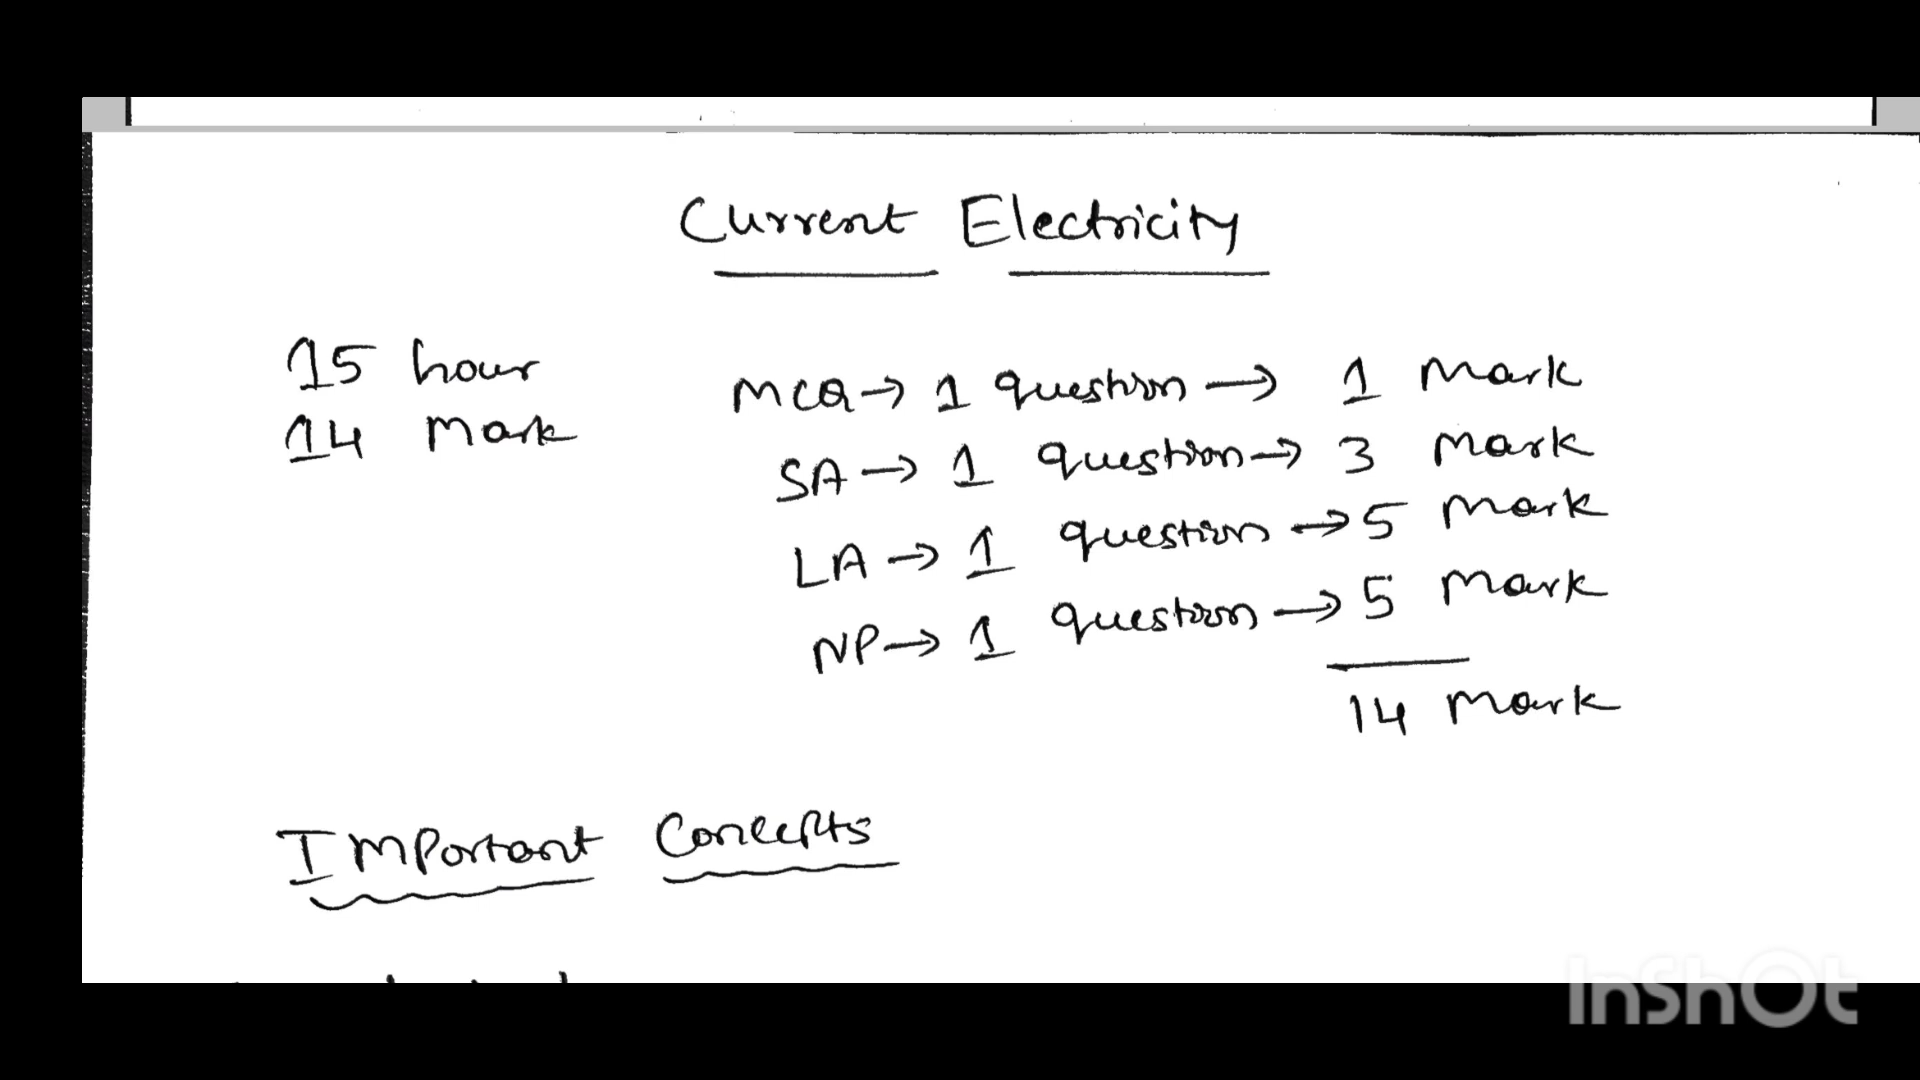 Current Electricity
15 hour
14 Mark
MCQ → 1 question → 1 Mark
SA → 1 question → 3 Mark
LA → 1 question → 5 Mark
NP → 1 question → 5 Mark
14 Mark
Important Concepts
InShOt